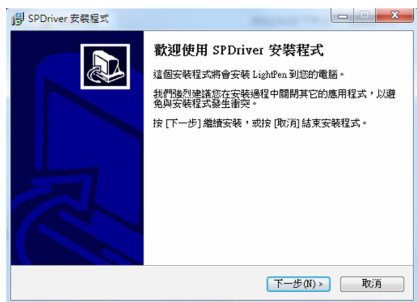 SPDriver 安裝程式
歡迎使用 SPDriver 安裝程式
這個安裝程式將會安裝 LightPen 到您的電腦。
我們強烈建議您在安裝過程中關閉其它的應用程式，以避
免與安裝程式發生衝突。
按 [下一步] 繼續安裝，或按 [取消] 結束安裝程式。
下一步(N) >
取消